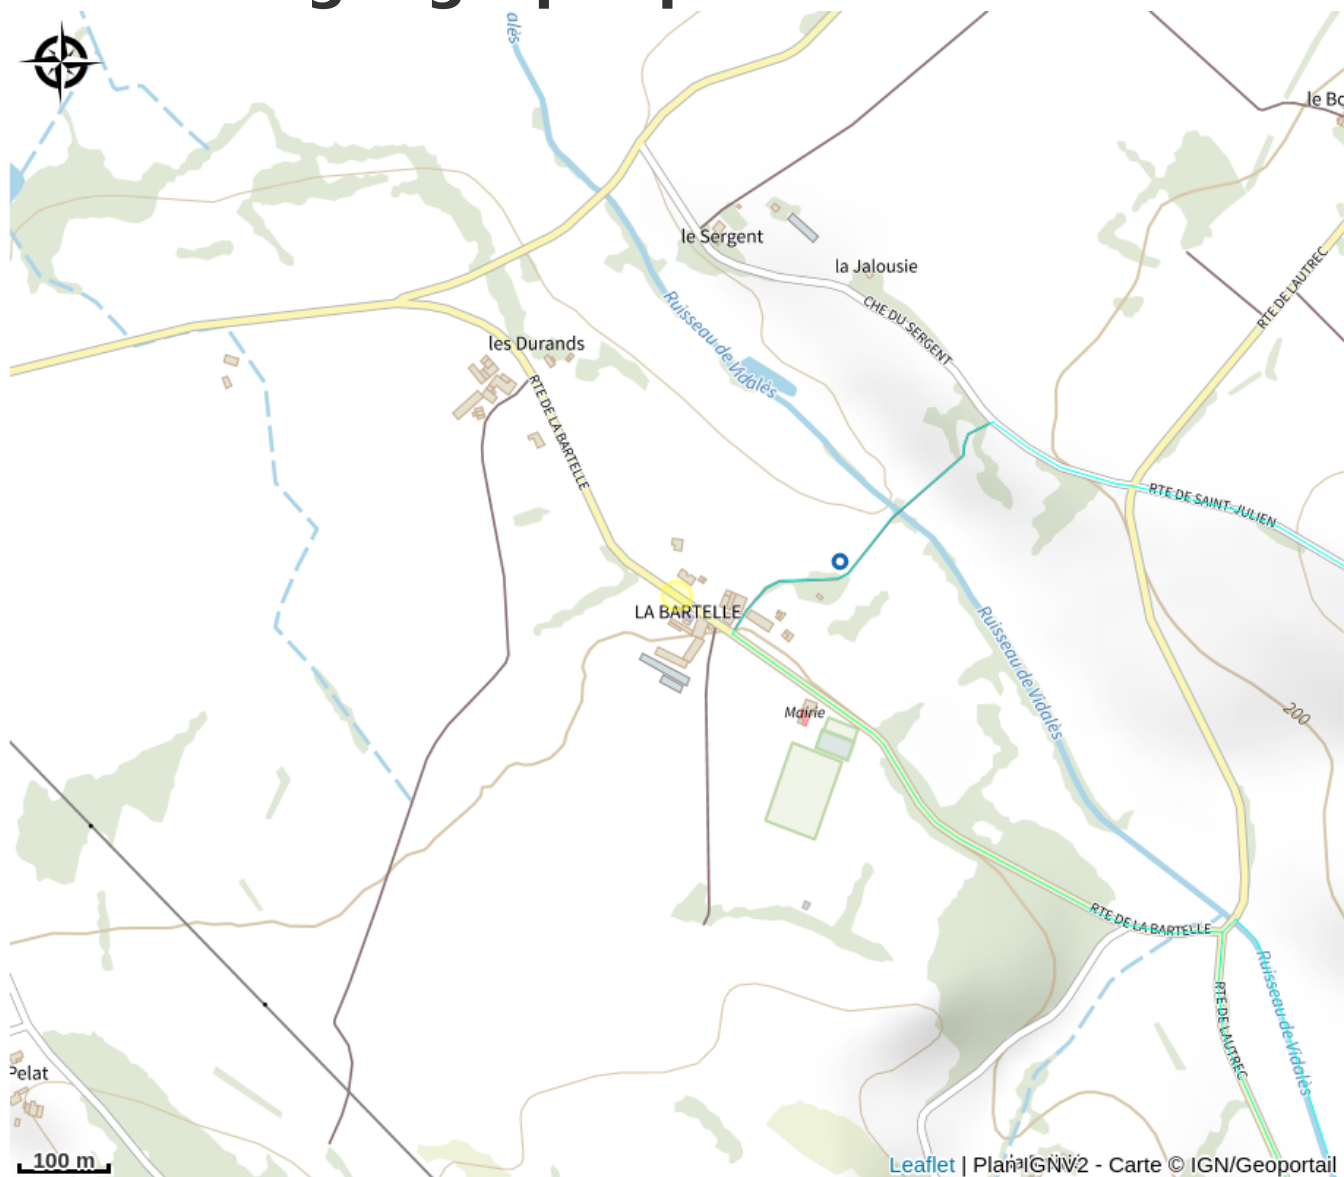 alès
le Bo
le Sergent
la Jalousie
RTE DE LAUTREC
CHE DU SERGENT
Ruisseau de Vidalès
les Durands
RTE DE LA BARTELLE
RTE DE SAINT-JULIEN
LA BARTELLE
Ruisseau de Vidalès
Mairie
200
RTE DE LA BARTELLE
Ruisseau de Vidalès
RTE DE LAUTREC
Pelat
100 m
Leaflet | Plan IGNV2 - Carte © IGN/Geoportail